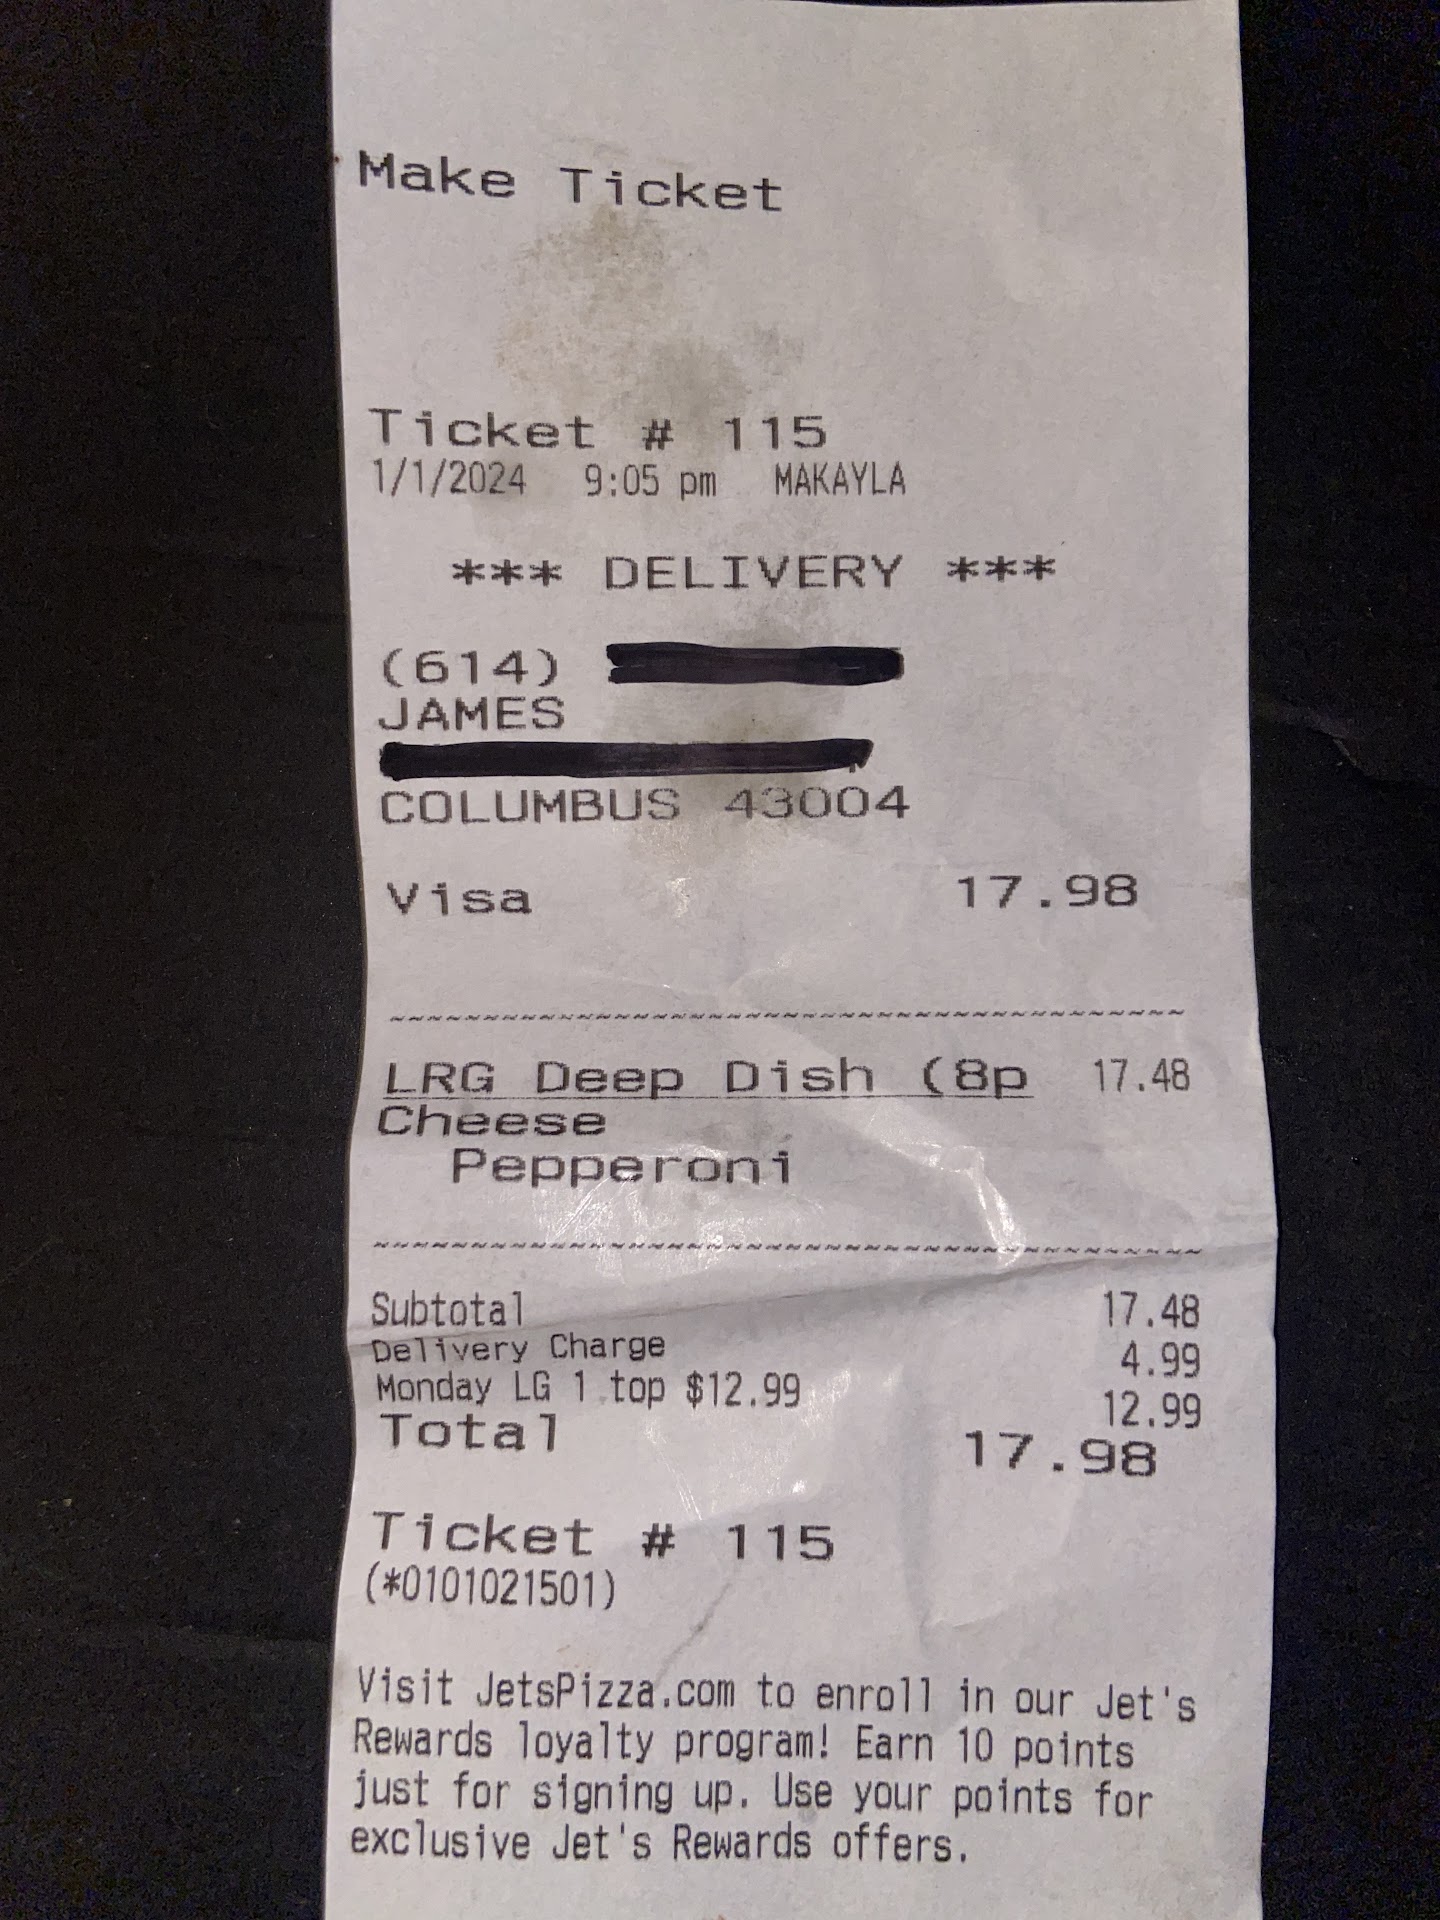 Make Ticket
Ticket # 115
1/1/2024 9:05 pm MAKAYLA
*** DELIVERY ***
(614)
JAMES
COLUMBUS 43004
Visa 17.98
~~~~~~~~~~~~~~~~~~~~~~~~~~~~~~~~~~~~~~~~~~
LRG Deep Dish (8p 17.48
Cheese
Pepperoni
~~~~~~~~~~~~~~~~~~~~~~~~~~~~~~~~~~~~~~~~~~
Subtotal 17.48
Delivery Charge 4.99
Monday LG 1 top $12.99 12.99
Total 17.98
Ticket # 115
(*0101021501)
Visit JetsPizza.com to enroll in our Jet's
Rewards loyalty program! Earn 10 points
just for signing up. Use your points for
exclusive Jet's Rewards offers.